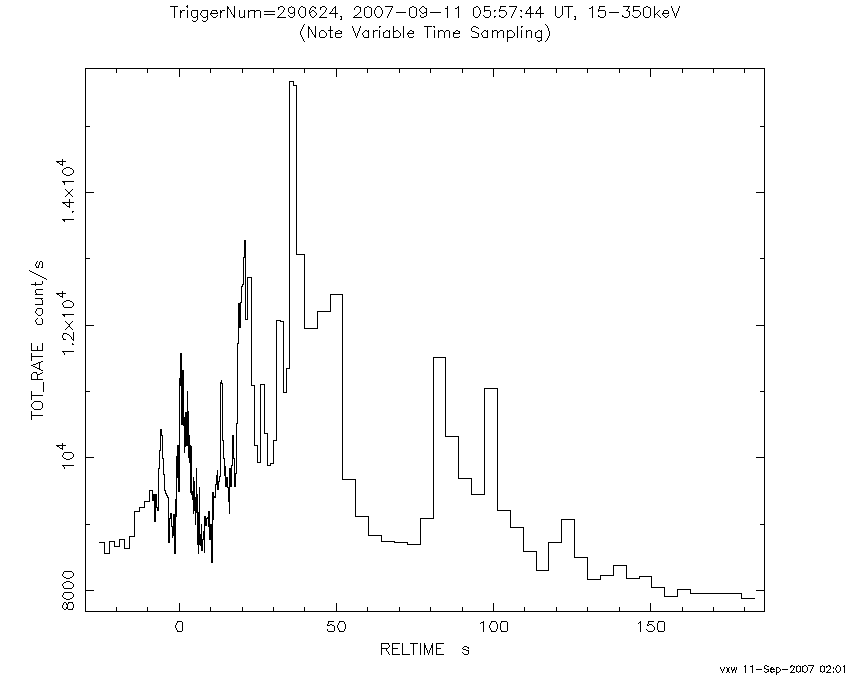 TriggerNum=290624, 2007-09-11 05:57:44 UT, 15-350keV
(Note Variable Time Sampling)
TOT_RATE count/s
1.4×10⁴
1.2×10⁴
10⁴
8000
0 50 100 150
RELTIME s
vxw 11-Sep-2007 02:01